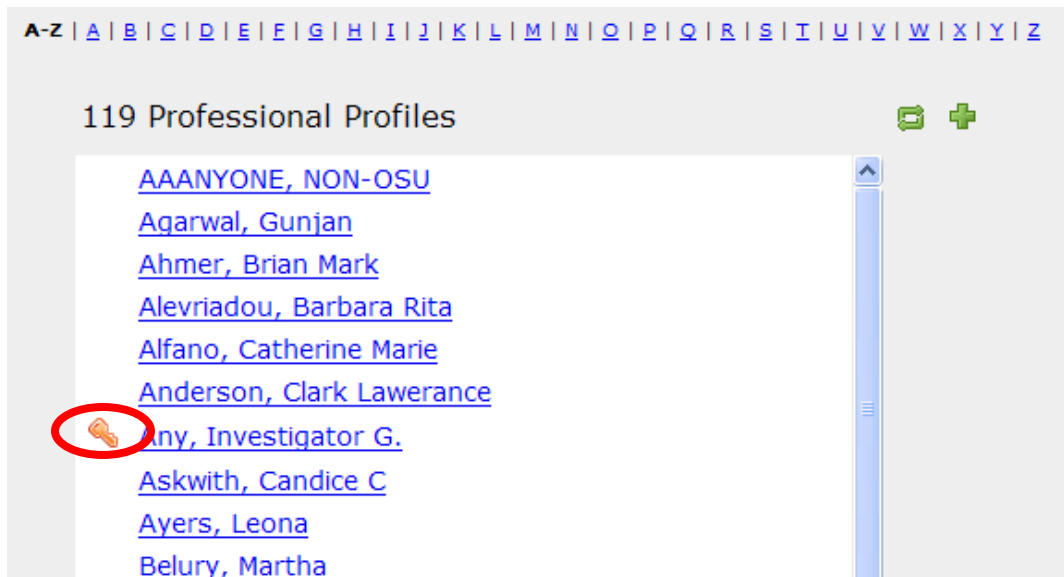 A-Z | A | B | C | D | E | F | G | H | I | J | K | L | M | N | O | P | Q | R | S | T | U | V | W | X | Y | Z
119 Professional Profiles
AAANYONE, NON-OSU
Agarwal, Gunjan
Ahmer, Brian Mark
Alevriadou, Barbara Rita
Alfano, Catherine Marie
Anderson, Clark Lawerance
Any, Investigator G.
Askwith, Candice C
Ayers, Leona
Belury, Martha